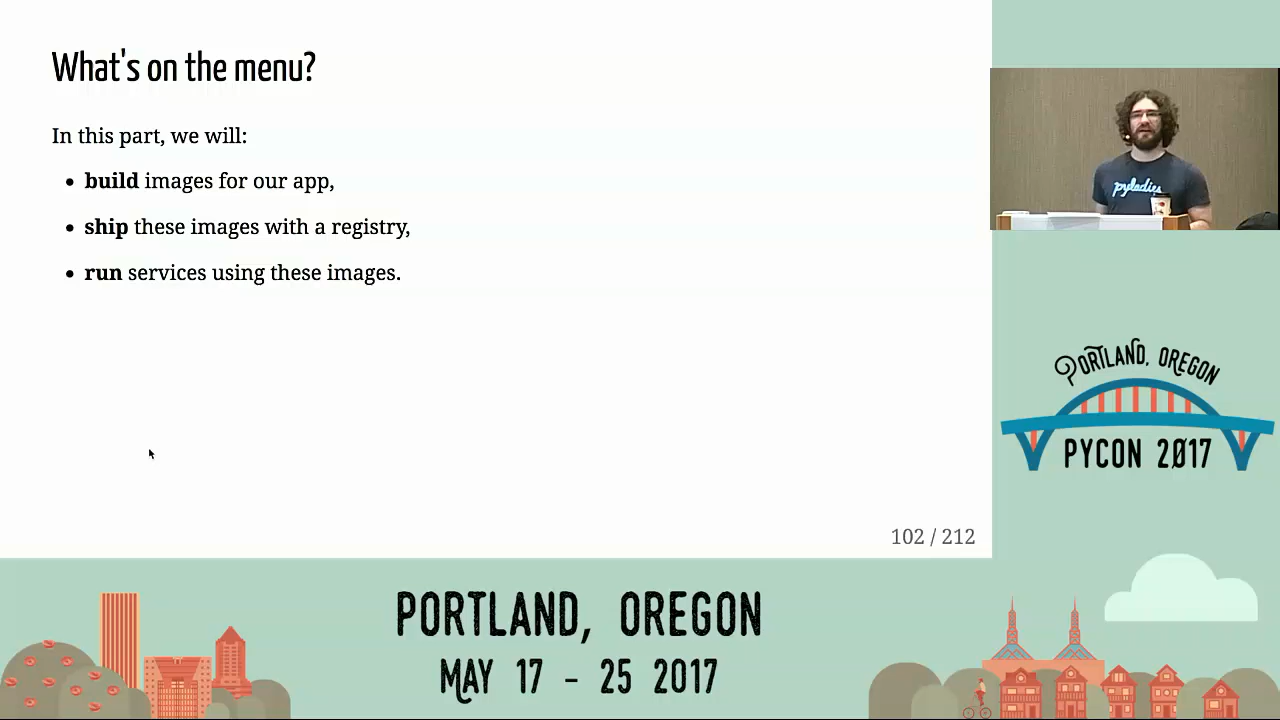 What's on the menu?
In this part, we will:
build images for our app,
ship these images with a registry,
run services using these images.
102 / 212
pyladies
PORTLAND, OREGON
PYCON 2017
PORTLAND, OREGON
MAY 17 - 25 2017